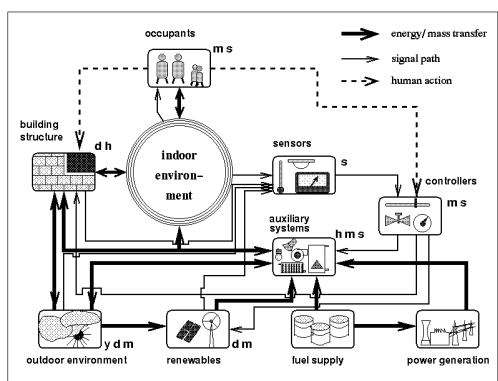 occupants
m s
energy/mass transfer
signal path
human action
building
structure
d h
indoor
environ-
ment
sensors
s
controllers
m s
auxiliary
systems
h m s
y d m
outdoor environment
renewables
d m
fuel supply
power generation